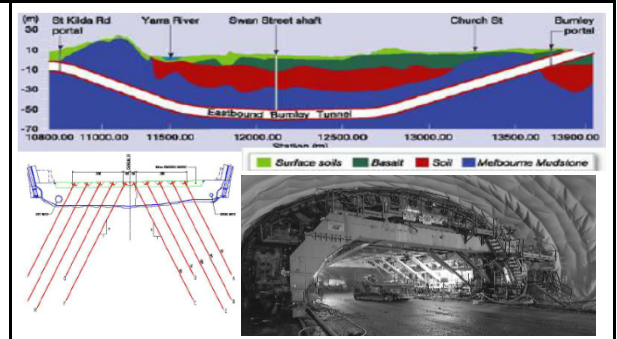 (m) St Kilda Rd Yarra River Swan Street shaft Church St Burnley
30 portal portal
10
-10
-30
-50 Eastbound Burnley Tunnel
-70
10800.00 11000.00 11500.00 12000.00 12500.00 13000.00 13500.00 13900.00
Station (m)
Surface soils Basalt Soil Melbourne Mudstone